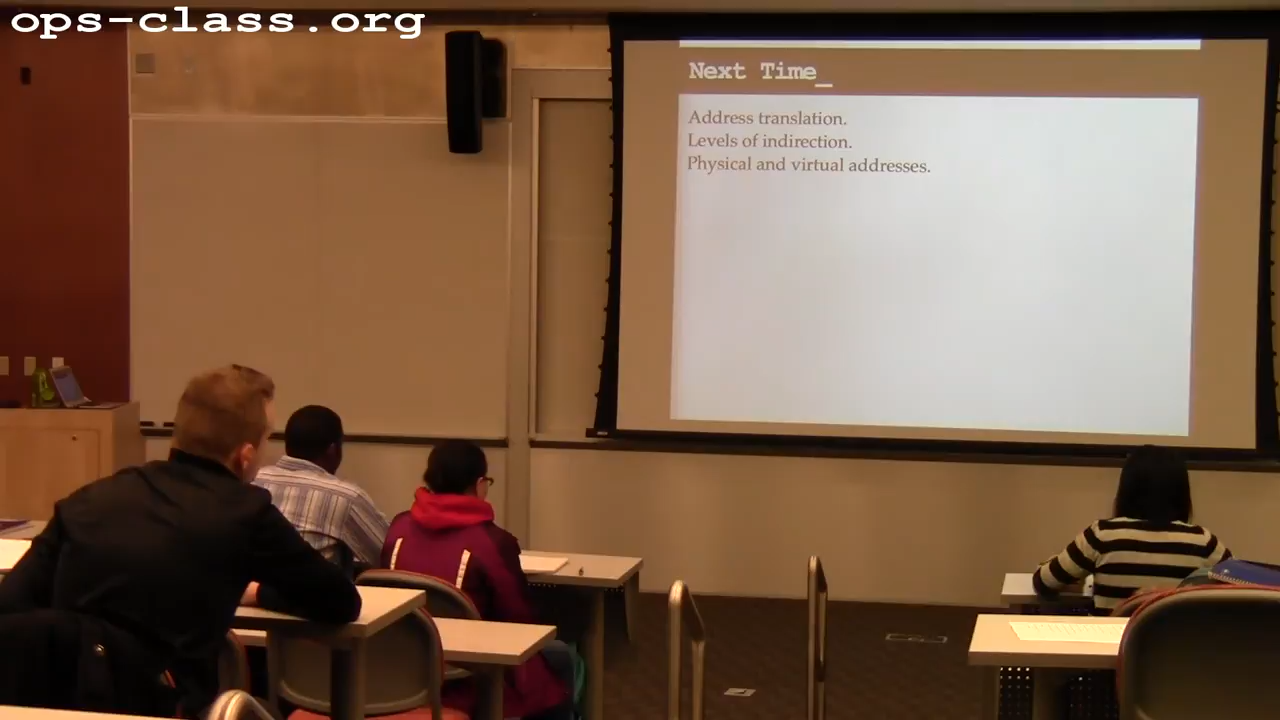 ops-class.org
Next Time_
Address translation.
Levels of indirection.
Physical and virtual addresses.